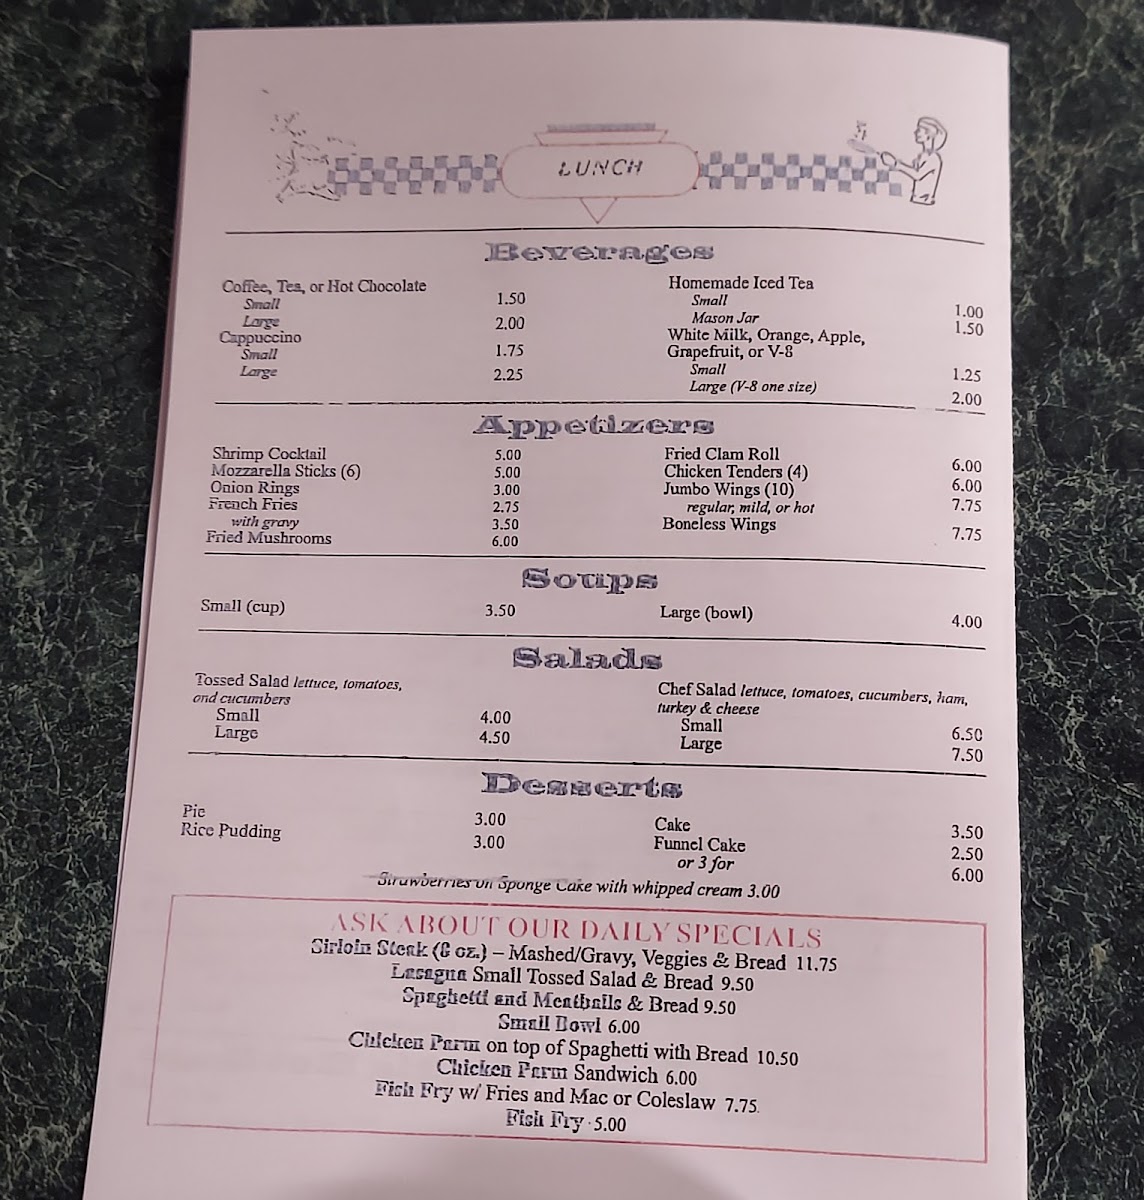 LUNCH
Beverages
Coffee, Tea, or Hot Chocolate
Small 1.50
Large 2.00
Cappuccino
Small 1.75
Large 2.25
Homemade Iced Tea
Small 1.00
Mason Jar 1.50
White Milk, Orange, Apple,
Grapefruit, or V-8
Small 1.25
Large (V-8 one size) 2.00
Appetizers
Shrimp Cocktail 5.00
Mozzarella Sticks (6) 5.00
Onion Rings 3.00
French Fries 2.75
with gravy 3.50
Fried Mushrooms 6.00
Fried Clam Roll 6.00
Chicken Tenders (4) 6.00
Jumbo Wings (10) 7.75
regular, mild, or hot
Boneless Wings 7.75
Soups
Small (cup) 3.50
Large (bowl) 4.00
Salads
Tossed Salad lettuce, tomatoes,
and cucumbers
Small 4.00
Large 4.50
Chef Salad lettuce, tomatoes, cucumbers, ham,
turkey & cheese
Small 6.50
Large 7.50
Desserts
Pie 3.00
Rice Pudding 3.00
Cake 3.50
Funnel Cake 2.50
or 3 for 6.00
Strawberries on Sponge Cake with whipped cream 3.00
ASK ABOUT OUR DAILY SPECIALS
Sirloin Steak (8 oz.) – Mashed/Gravy, Veggies & Bread 11.75
Lasagna Small Tossed Salad & Bread 9.50
Spaghetti and Meatballs & Bread 9.50
Small Bowl 6.00
Chicken Parm on top of Spaghetti with Bread 10.50
Chicken Parm Sandwich 6.00
Fish Fry w/ Fries and Mac or Coleslaw 7.75
Fish Fry 5.00